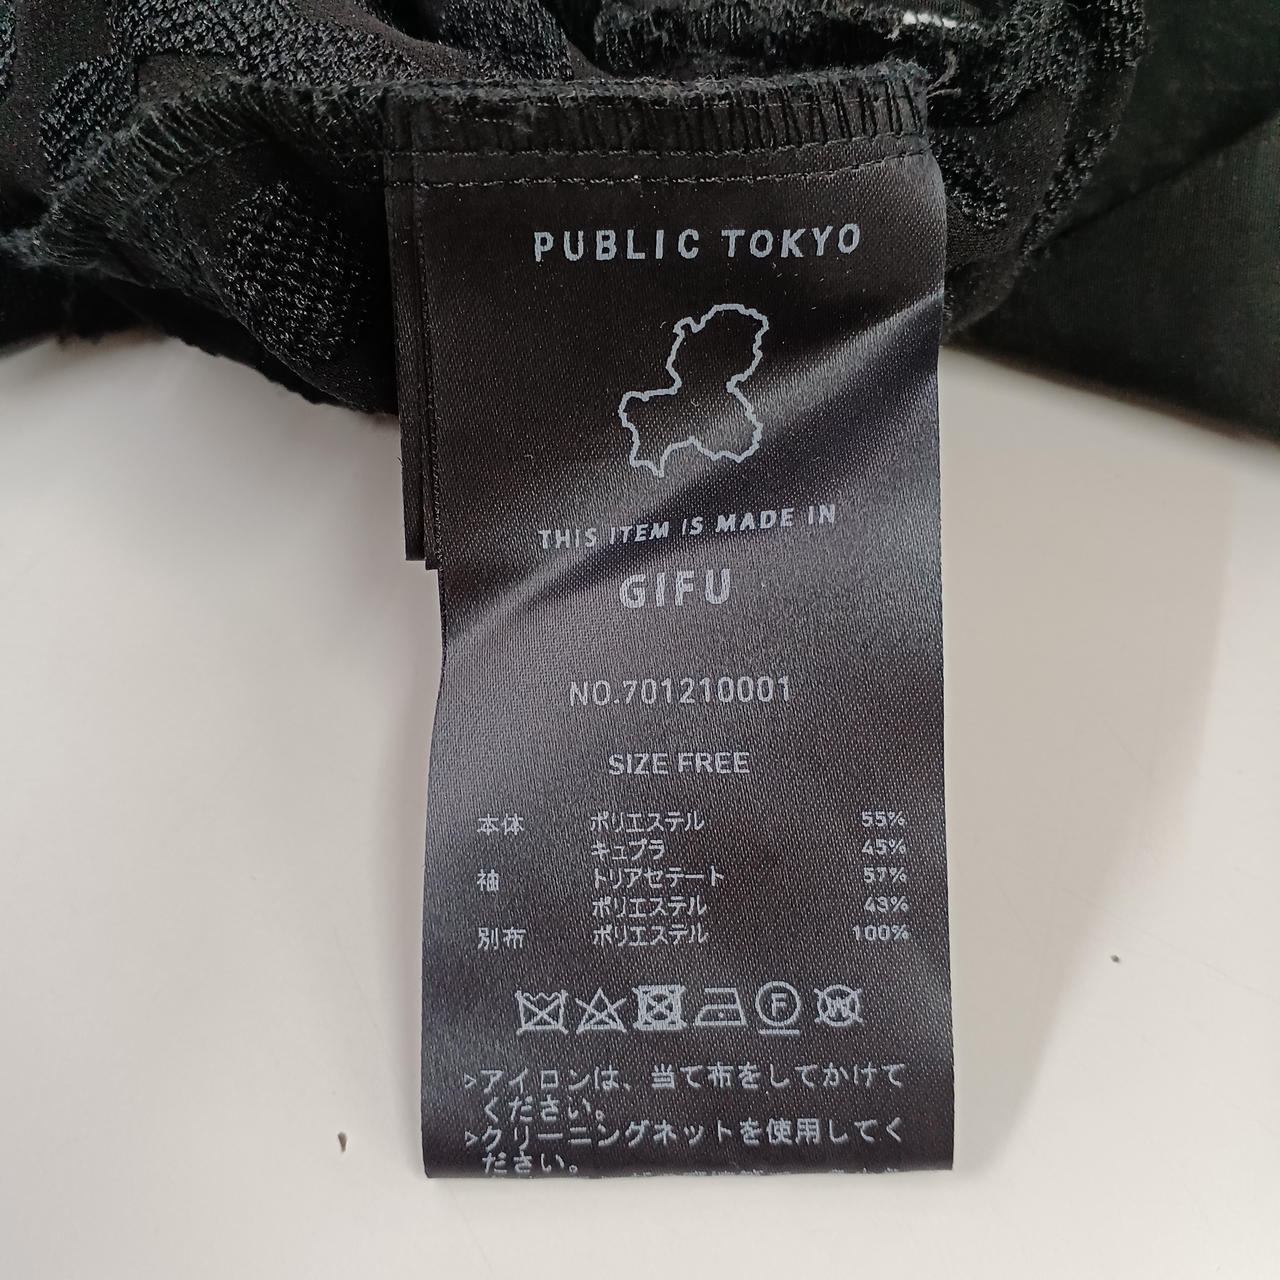 PUBLIC TOKYO
THIS ITEM IS MADE IN
GIFU
NO.701210001
SIZE FREE
本体 ポリエステル 55%
キュプラ 45%
袖 トリアセテート 57%
ポリエステル 43%
別布 ポリエステル 100%
F W
>アイロンは、当て布をしてかけて
ください。
>クリーニングネットを使用してく
ださい。